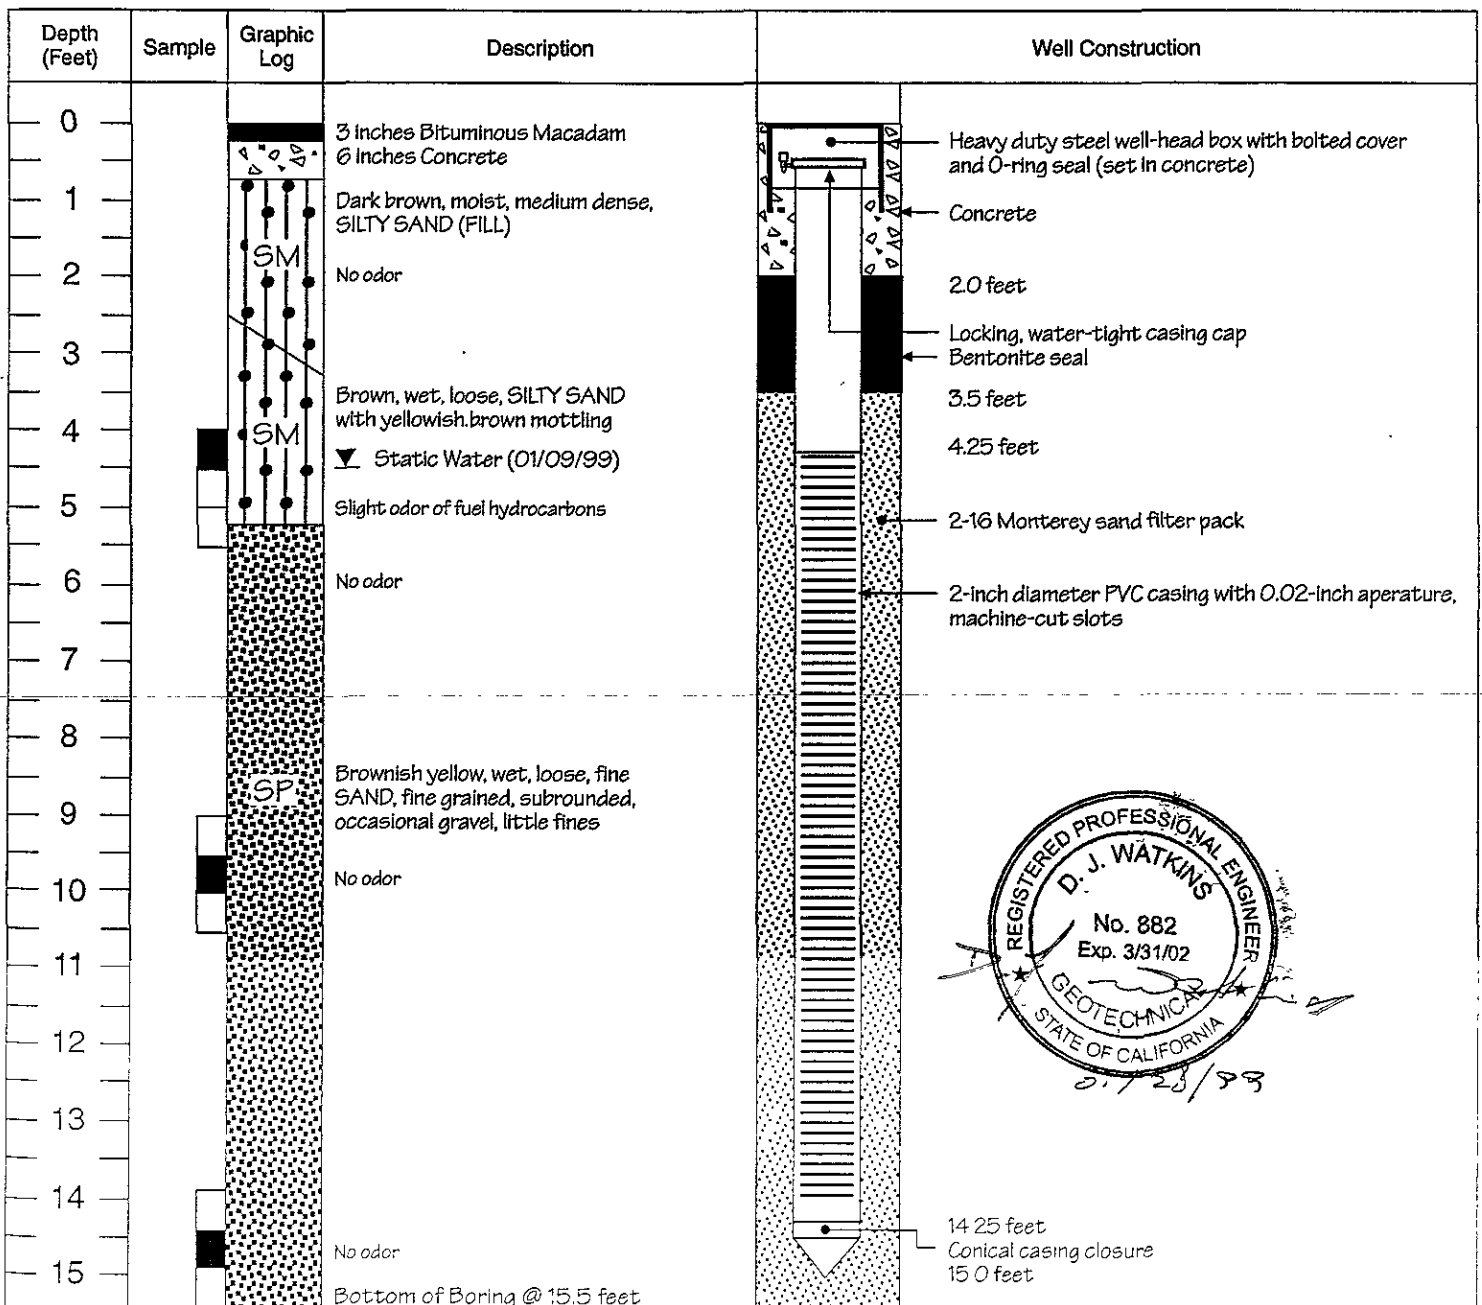 Depth
(Feet)
Sample
Graphic
Log
Description
Well Construction
0
1
2
3
4
5
6
7
8
9
10
11
12
13
14
15
SM
SM
SP
3 inches Bituminous Macadam
6 inches Concrete
Dark brown, moist, medium dense,
SILTY SAND (FILL)
No odor
Brown, wet, loose, SILTY SAND
with yellowish.brown mottling
Static Water (01/09/99)
Slight odor of fuel hydrocarbons
No odor
Brownish yellow, wet, loose, fine
SAND, fine grained, subrounded,
occasional gravel, little fines
No odor
No odor
Bottom of Boring @ 15.5 feet
Heavy duty steel well-head box with bolted cover
and O-ring seal (set in concrete)
Concrete
2.0 feet
Locking, water-tight casing cap
Bentonite seal
3.5 feet
4.25 feet
2-16 Monterey sand filter pack
2-inch diameter PVC casing with 0.02-inch aperature,
machine-cut slots
14 25 feet
Conical casing closure
15 0 feet
REGISTERED PROFESSIONAL ENGINEER
D. J. WATKINS
No. 882
Exp. 3/31/02
GEOTECHNICAL
STATE OF CALIFORNIA